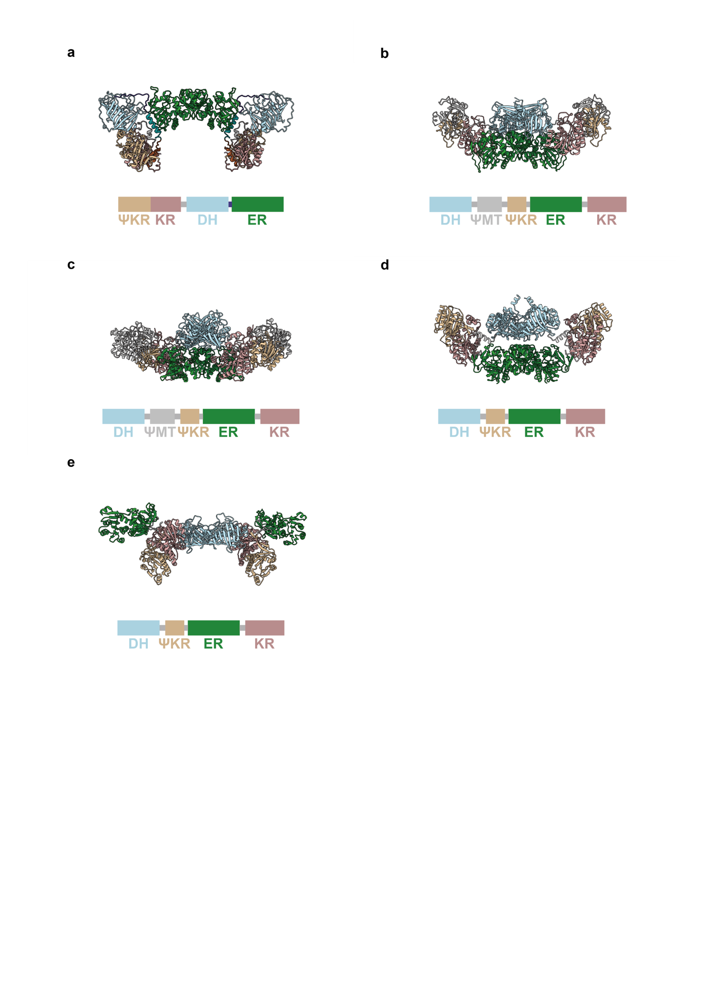 a
b
ΨKR KR DH ER
DH ΨMT ΨKR ER KR
c
d
DH ΨMT ΨKR ER KR
DH ΨKR ER KR
e
DH ΨKR ER KR